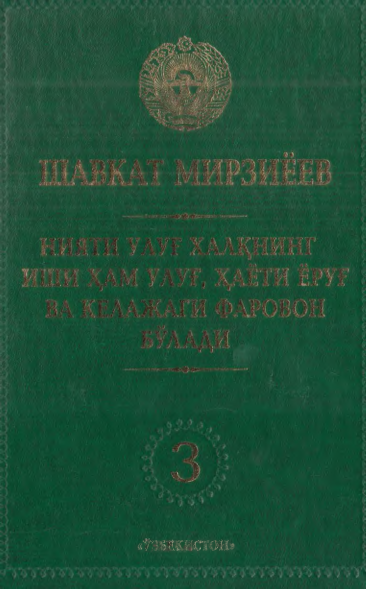 ШАВКАТ МИРЗИЁЕВ
НИЯТИ УЛУҒ ХАЛҚНИНГ
ИШИ ҲАМ УЛУҒ, ҲАЁТИ ЁРУҒ
ВА КЕЛАЖАГИ ФАРОВОН
БЎЛАДИ
3
«ЎЗБЕКИСТОН»